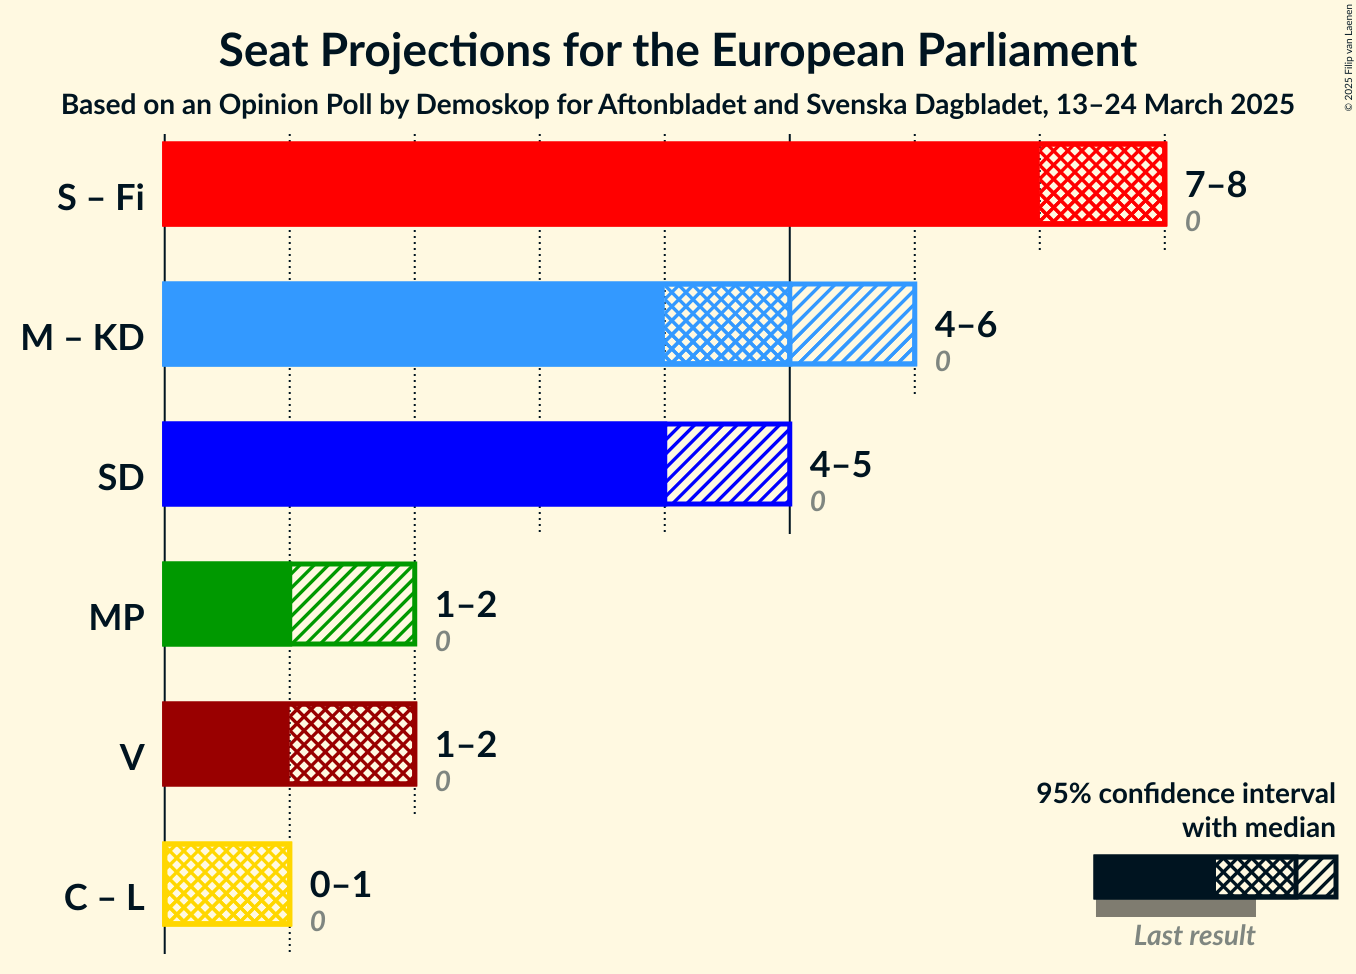 Seat Projections for the European Parliament
Based on an Opinion Poll by Demoskop for Aftonbladet and Svenska Dagbladet, 13–24 March 2025
© 2025 Filip van Laenen
S – Fi
7–8
0
M – KD
4–6
0
SD
4–5
0
MP
1–2
0
V
1–2
0
C – L
0–1
0
95% confidence interval
with median
Last result